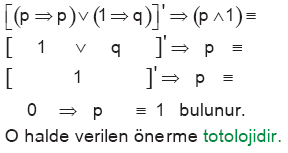 [(p⇒p)∨(1⇒q)]'⇒(p∧1)≡
[ 1 ∨ q ]'⇒ p ≡
[ 1 ]'⇒ p ≡
0 ⇒ p ≡ 1 bulunur.
O halde verilen önerme totolojidir.